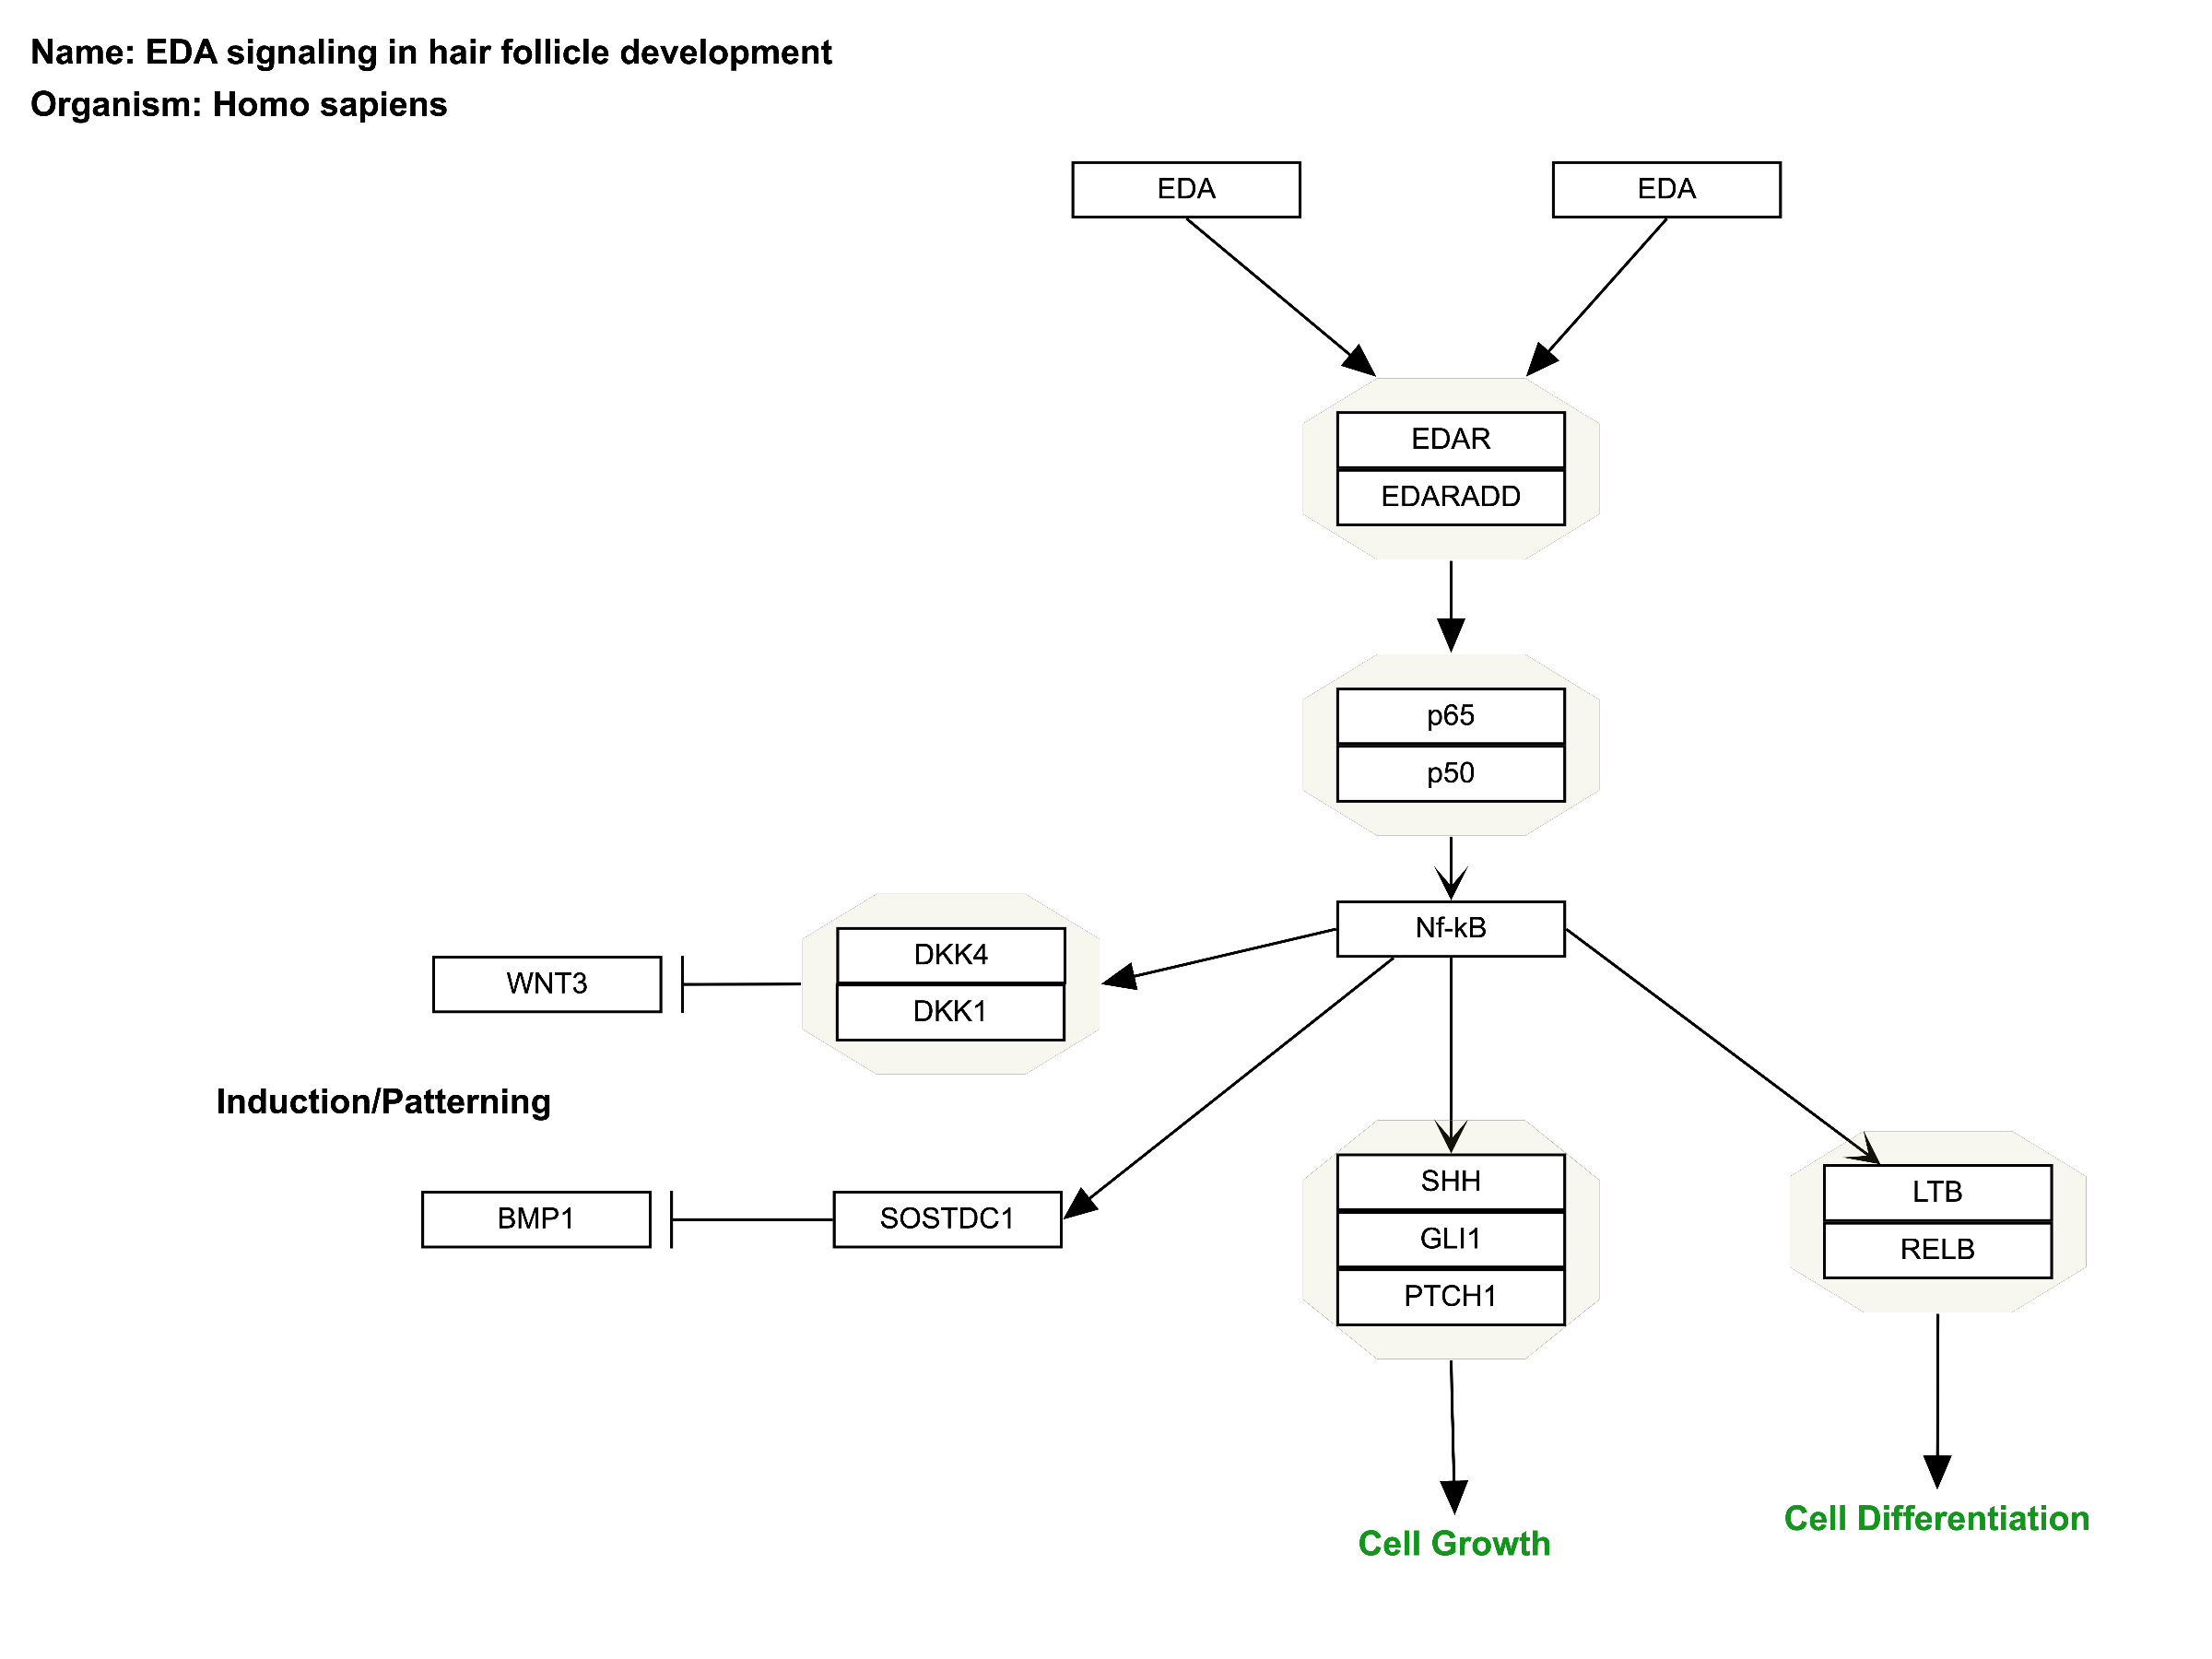 Name: EDA signaling in hair follicle development
Organism: Homo sapiens
EDA
EDA
EDAR
EDARADD
p65
p50
Nf-kB
DKK4
DKK1
WNT3
Induction/Patterning
BMP1
SOSTDC1
SHH
GLI1
PTCH1
LTB
RELB
Cell Growth
Cell Differentiation